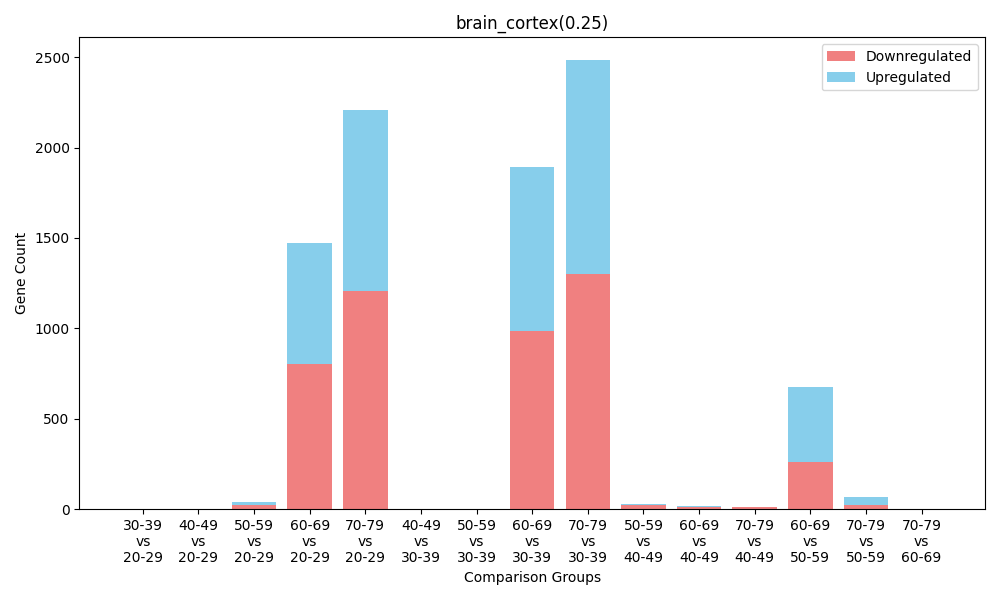 brain_cortex(0.25)
Downregulated
Upregulated
Gene Count
2500
2000
1500
1000
500
0
30-39
vs
20-29
40-49
vs
20-29
50-59
vs
20-29
60-69
vs
20-29
70-79
vs
20-29
40-49
vs
30-39
50-59
vs
30-39
60-69
vs
30-39
70-79
vs
30-39
50-59
vs
40-49
60-69
vs
40-49
70-79
vs
40-49
60-69
vs
50-59
70-79
vs
50-59
70-79
vs
60-69
Comparison Groups